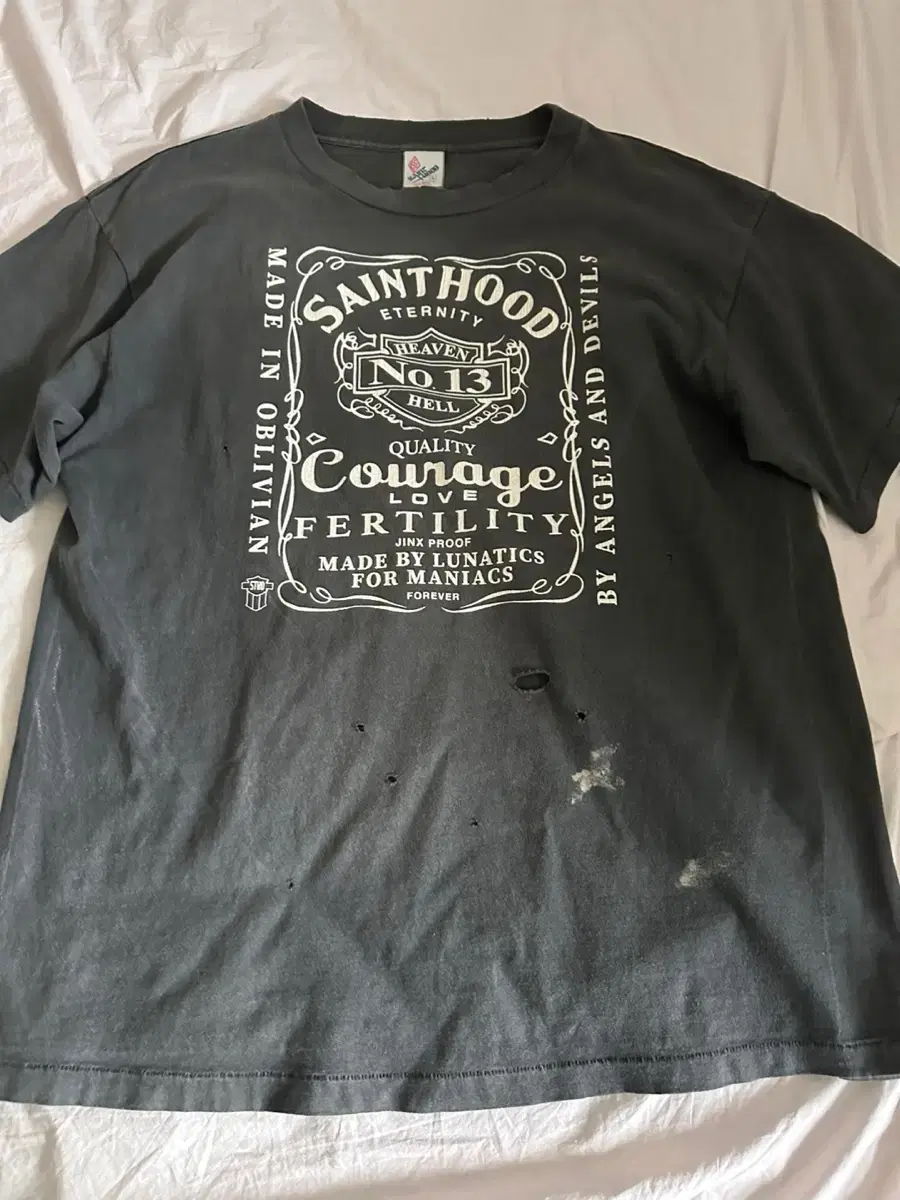 MADE IN OBLIVIAN
SAINTHOOD
ETERNITY
HEAVEN
No. 13
HELL
QUALITY
Courage
LOVE
FERTILITY
JINX PROOF
MADE BY LUNATICS
FOR MANIACS
FOREVER
BY ANGELS AND DEVILS